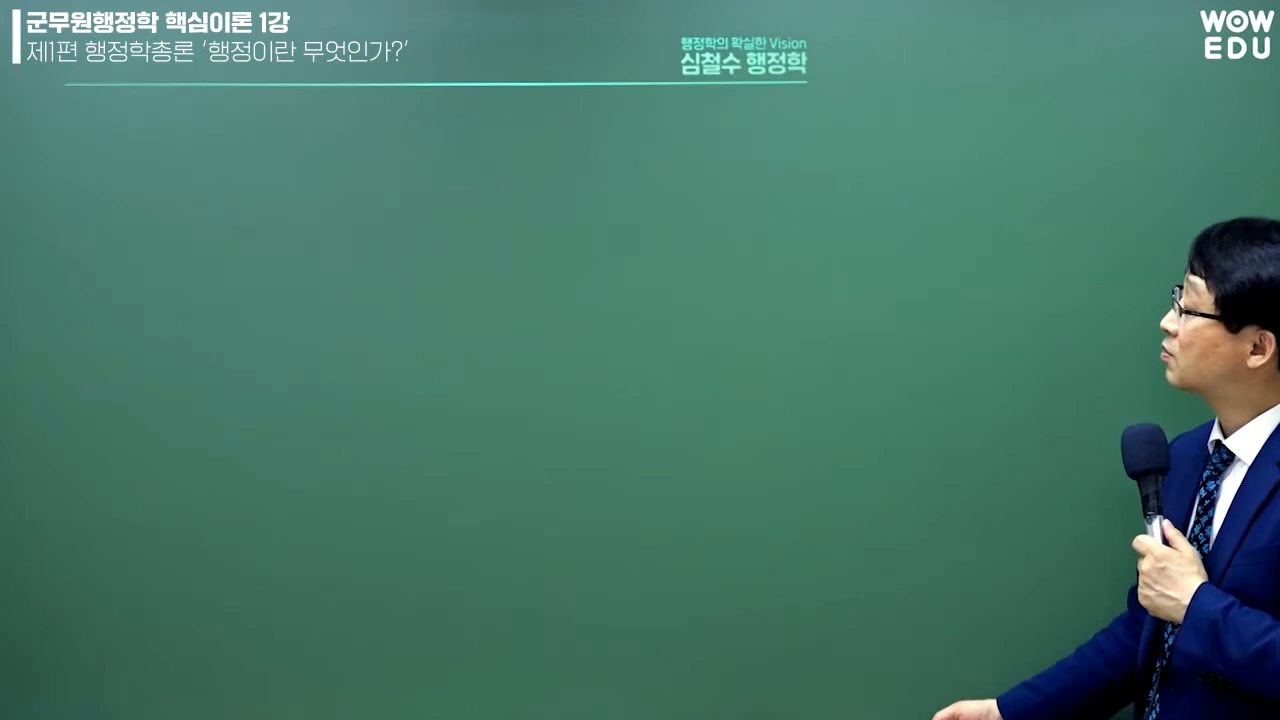 군무원행정학 핵심이론 1강
제1편 행정학총론 ‘행정이란 무엇인가?’
행정학의 확실한 Vision
심철수 행정학
WOW
EDU